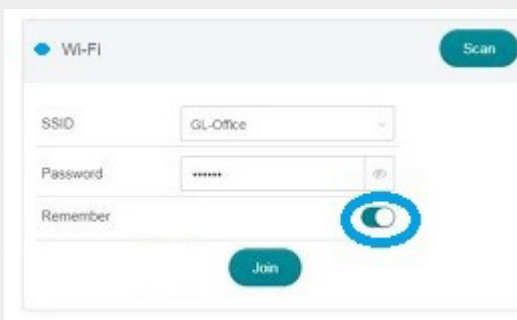 Wi-Fi Scan
SSID GL-Office
Password ••••••
Remember
Join